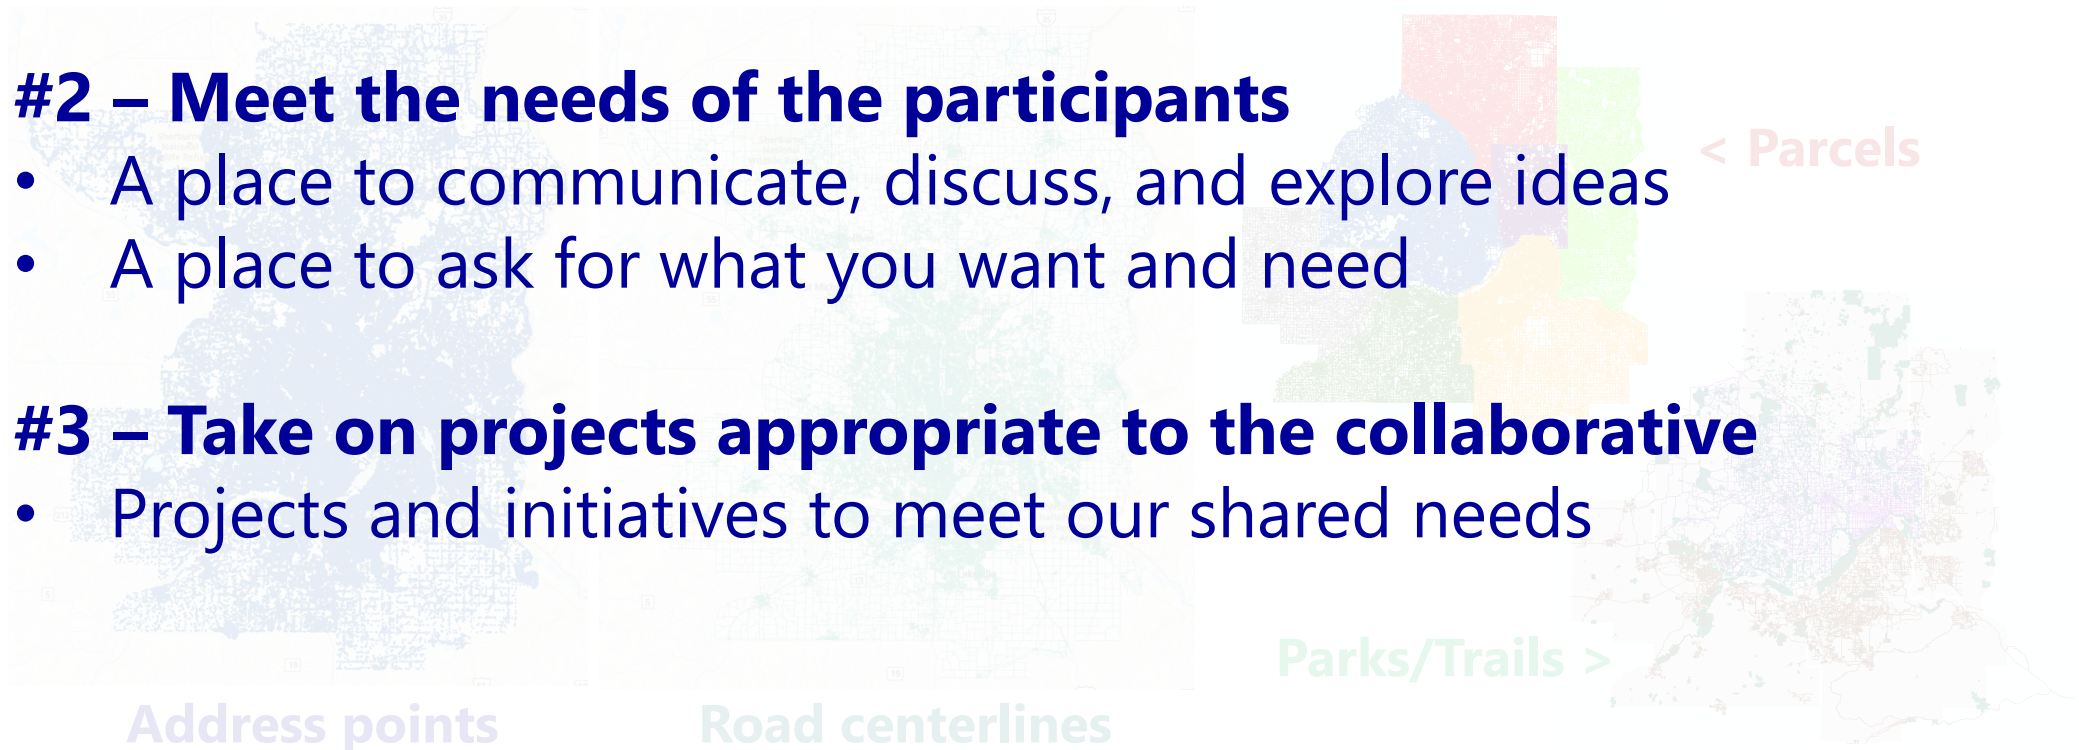 #2 – Meet the needs of the participants
• A place to communicate, discuss, and explore ideas
• A place to ask for what you want and need
#3 – Take on projects appropriate to the collaborative
• Projects and initiatives to meet our shared needs
< Parcels
Parks/Trails >
Address points
Road centerlines